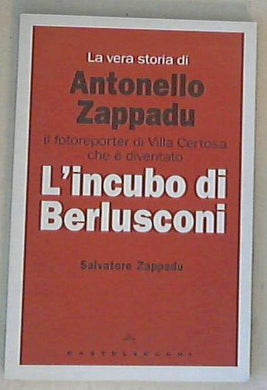 La vera storia di
Antonello
Zappadu
il fotoreporter di Villa Certosa
che è diventato
L'incubo di
Berlusconi
Salvatore Zappadu
CASTELVECCHI